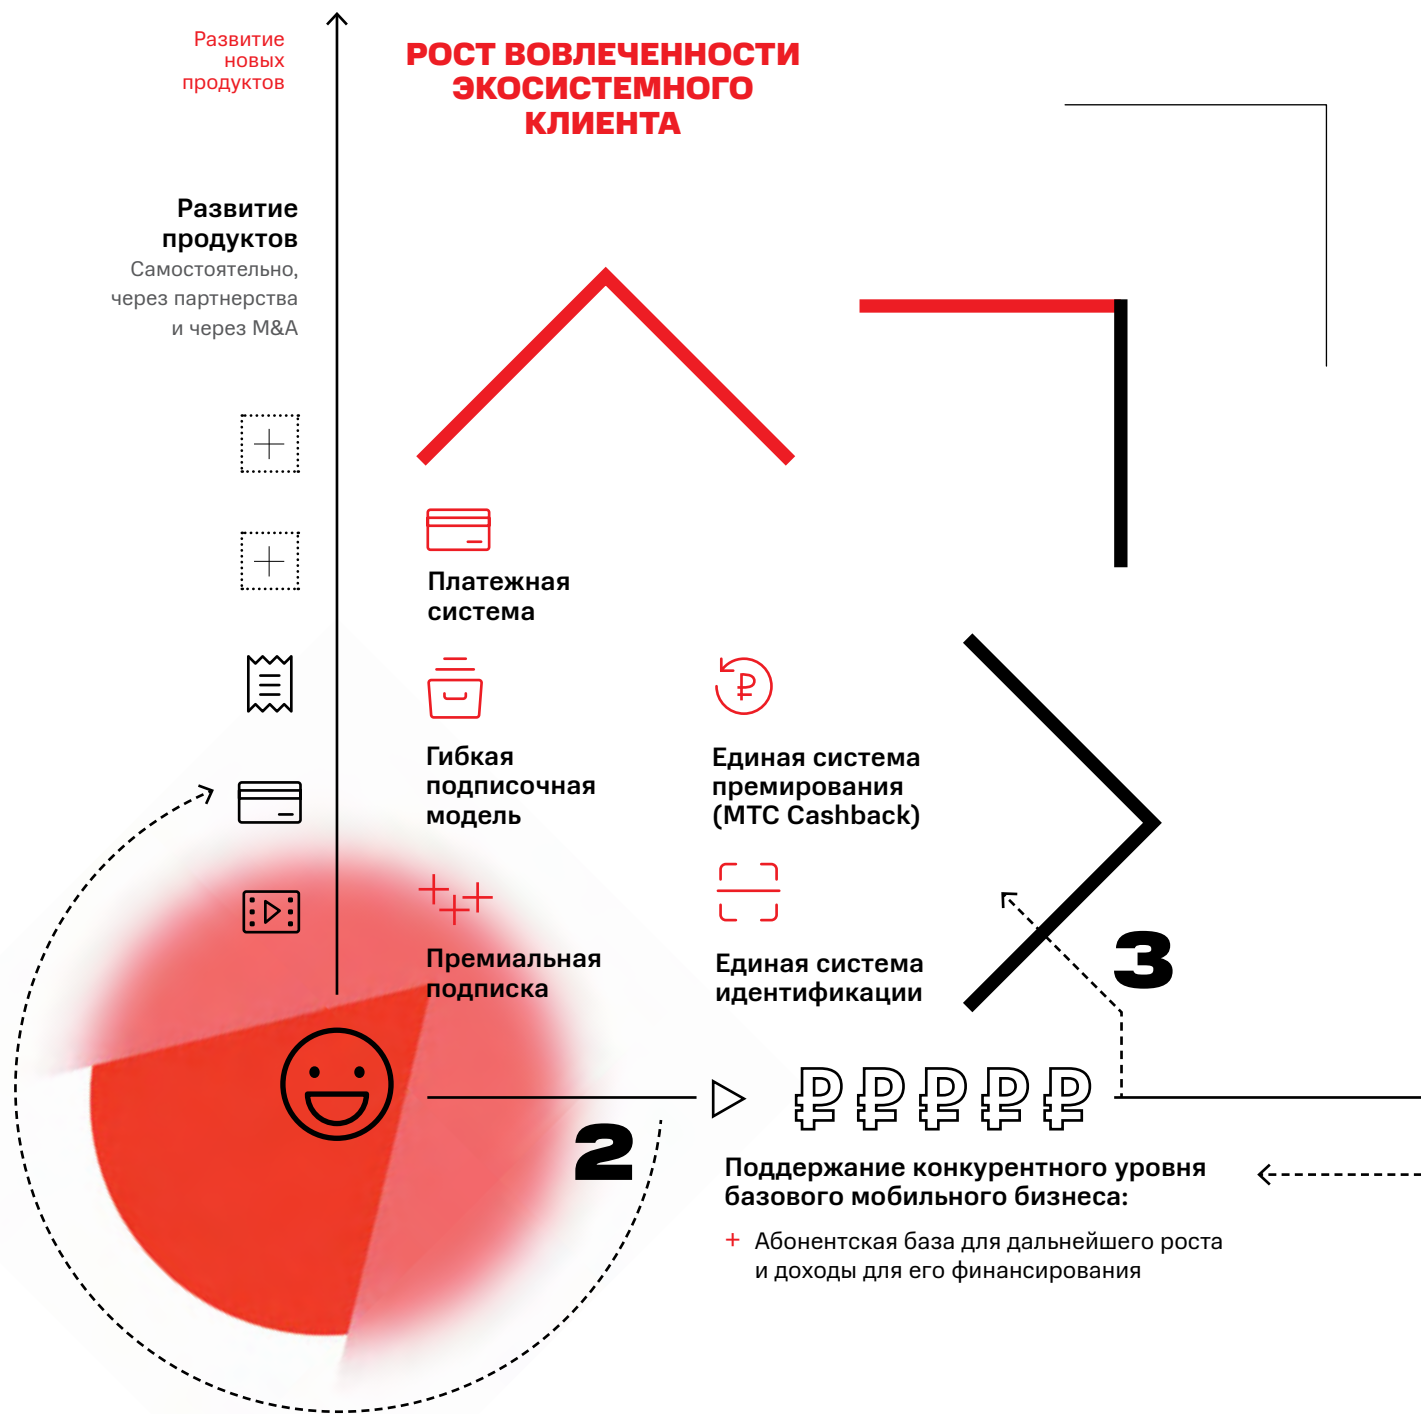 Развитие
новых
продуктов
РОСТ ВОВЛЕЧЕННОСТИ
ЭКОСИСТЕМНОГО
КЛИЕНТА
Развитие
продуктов
Самостоятельно,
через партнерства
и через M&A
Платежная
система
Гибкая
подписочная
модель
Единая система
премирования
(МТС Cashback)
Премиальная
подписка
Единая система
идентификации
3
2
Поддержание конкурентного уровня
базового мобильного бизнеса:
+ Абонентская база для дальнейшего роста
и доходы для его финансирования